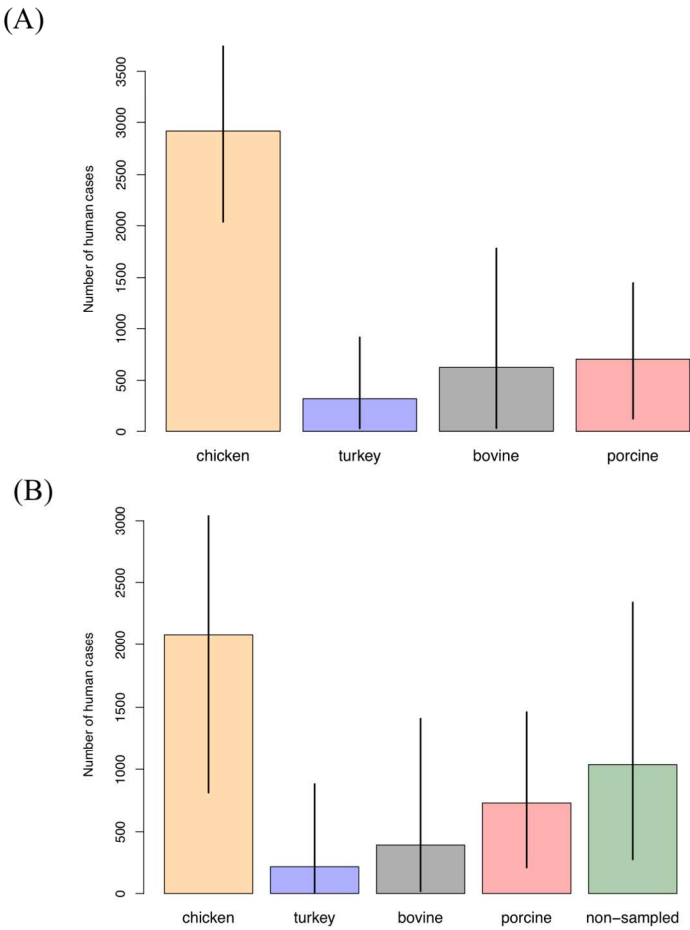 (A)
Number of human cases
3500
3000
2500
2000
1500
1000
500
0
chicken turkey bovine porcine
(B)
Number of human cases
3000
2500
2000
1500
1000
500
0
chicken turkey bovine porcine non−sampled